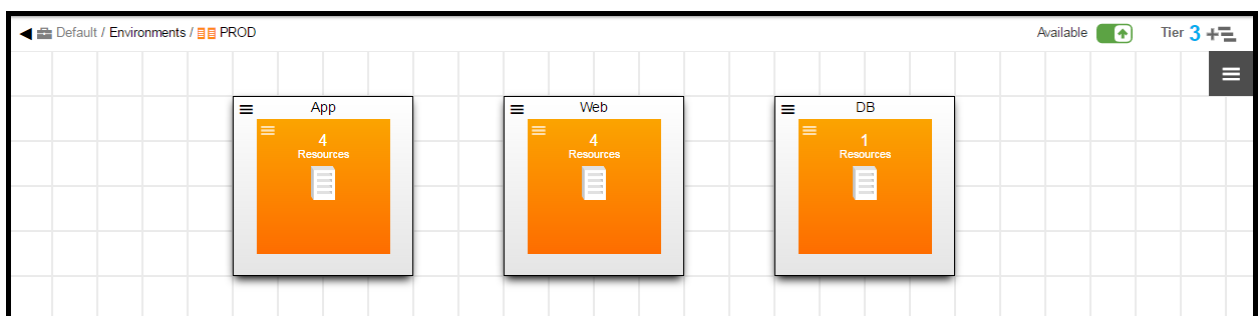 Default / Environments / PROD
Available
Tier 3
App
4
Resources
Web
4
Resources
DB
1
Resources